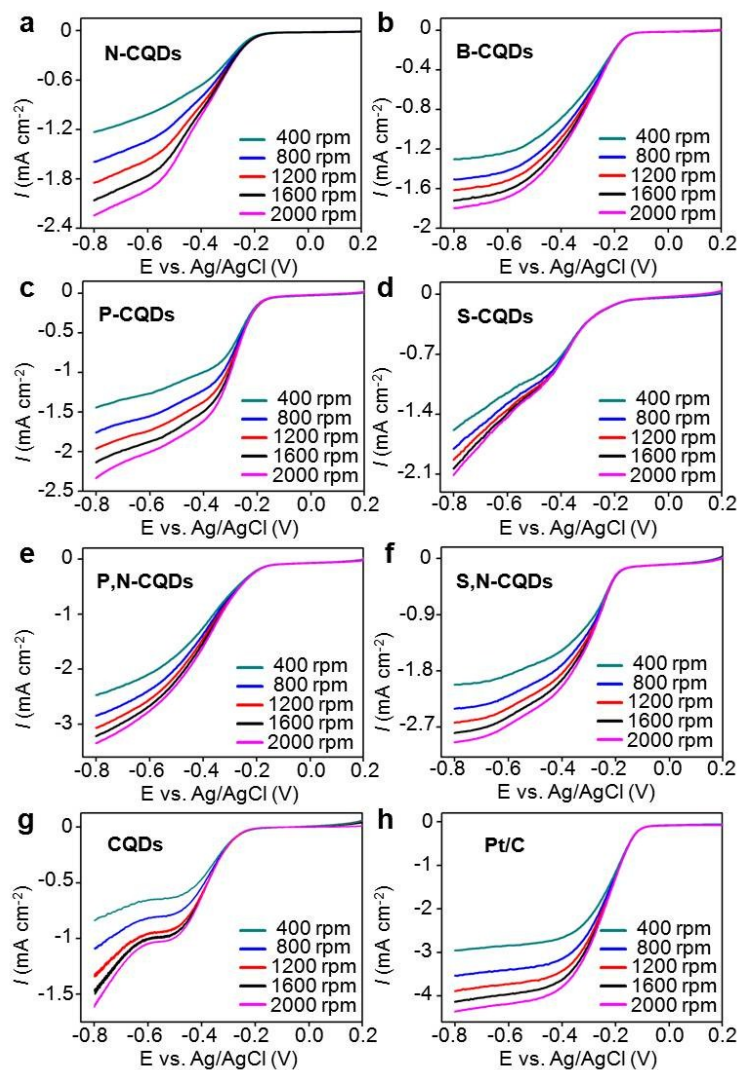 a
N-CQDs
0
-0.6
-1.2
-1.8
-2.4
I (mA cm-2)
400 rpm
800 rpm
1200 rpm
1600 rpm
2000 rpm
-0.8 -0.6 -0.4 -0.2 0.0 0.2
E vs. Ag/AgCl (V)
b
B-CQDs
0
-0.4
-0.8
-1.2
-1.6
-2
I (mA cm-2)
400 rpm
800 rpm
1200 rpm
1600 rpm
2000 rpm
-0.8 -0.6 -0.4 -0.2 0.0 0.2
E vs. Ag/AgCl (V)
c
P-CQDs
0
-0.5
-1
-1.5
-2
-2.5
I (mA cm-2)
400 rpm
800 rpm
1200 rpm
1600 rpm
2000 rpm
-0.8 -0.6 -0.4 -0.2 0.0 0.2
E vs. Ag/AgCl (V)
d
S-CQDs
0
-0.7
-1.4
-2.1
I (mA cm-2)
400 rpm
800 rpm
1200 rpm
1600 rpm
2000 rpm
-0.8 -0.6 -0.4 -0.2 0.0 0.2
E vs. Ag/AgCl (V)
e
P,N-CQDs
0
-1
-2
-3
I (mA cm-2)
400 rpm
800 rpm
1200 rpm
1600 rpm
2000 rpm
-0.8 -0.6 -0.4 -0.2 0.0 0.2
E vs. Ag/AgCl (V)
f
S,N-CQDs
0
-0.9
-1.8
-2.7
I (mA cm-2)
400 rpm
800 rpm
1200 rpm
1600 rpm
2000 rpm
-0.8 -0.6 -0.4 -0.2 0.0 0.2
E vs. Ag/AgCl (V)
g
CQDs
0
-0.5
-1.0
-1.5
I (mA cm-2)
400 rpm
800 rpm
1200 rpm
1600 rpm
2000 rpm
-0.8 -0.6 -0.4 -0.2 0.0 0.2
E vs. Ag/AgCl (V)
h
Pt/C
0
-1
-2
-3
-4
I (mA cm-2)
400 rpm
800 rpm
1200 rpm
1600 rpm
2000 rpm
-0.8 -0.6 -0.4 -0.2 0.0 0.2
E vs. Ag/AgCl (V)